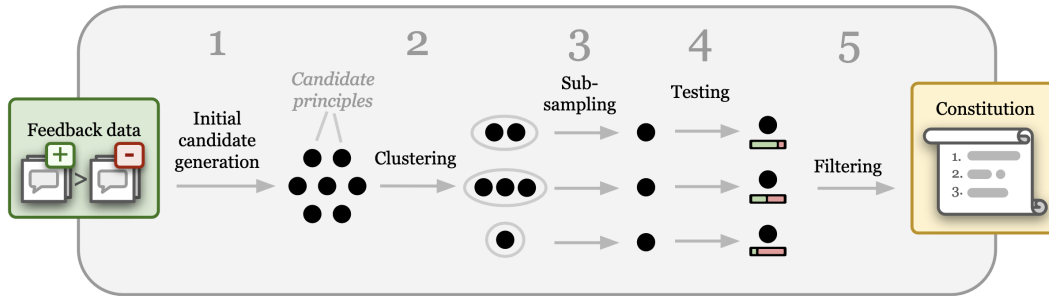 1
2
3
4
5
Feedback data
+
-
>
Initial
candidate
generation
Candidate
principles
Clustering
Sub-
sampling
Testing
Filtering
Constitution
1.
2.
3.